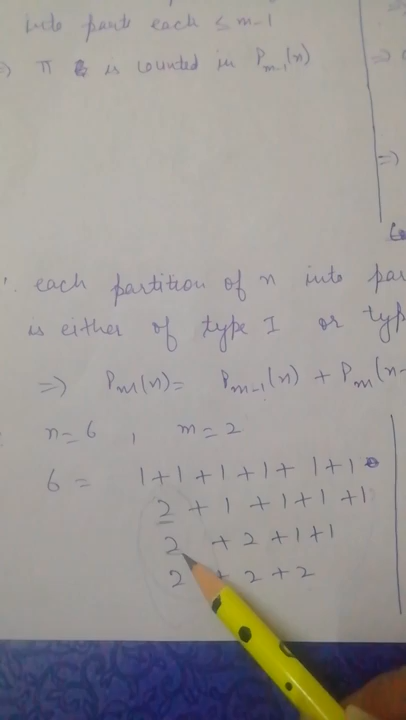 into parts each ≤ m-1
π is counted in Pm-1(n)
each partition of n into
is either of type I or
=> Pm(n) = Pm-1(n) + Pm(n-
n=6 , m=2
6 = 1+1+1+1+1+1
2+1+1+1+1
2+2+1+1
2+2+2